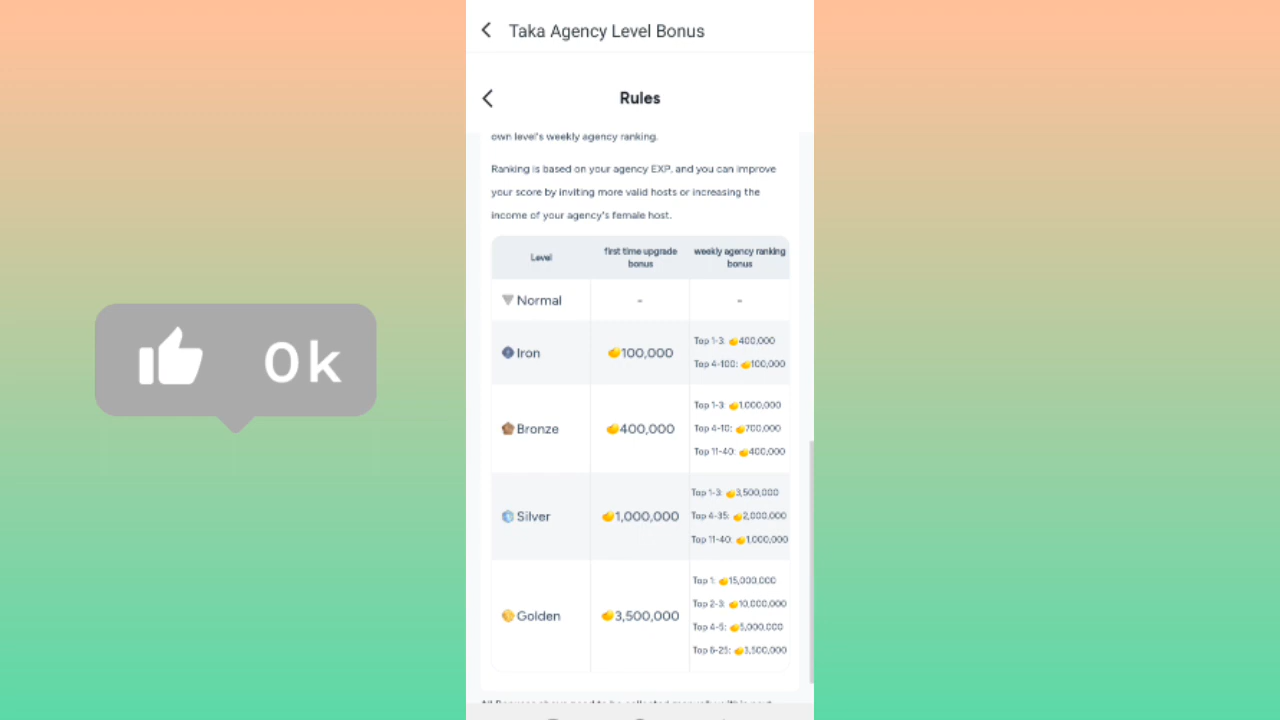 Taka Agency Level Bonus
Rules
own level's weekly agency ranking.
Ranking is based on your agency EXP, and you can improve
your score by inviting more valid hosts or increasing the
income of your agency's female host.
Level
first time upgrade
bonus
weekly agency ranking
bonus
Normal
-
-
Iron
100,000
Top 1-3: 400,000
Top 4-100: 100,000
Bronze
400,000
Top 1-3: 1,000,000
Top 4-10: 700,000
Top 11-40: 400,000
Silver
1,000,000
Top 1-3: 3,500,000
Top 4-35: 2,000,000
Top 11-40: 1,000,000
Golden
3,500,000
Top 1: 15,000,000
Top 2-3: 10,000,000
Top 4-5: 5,000,000
Top 6-25: 3,500,000
0k